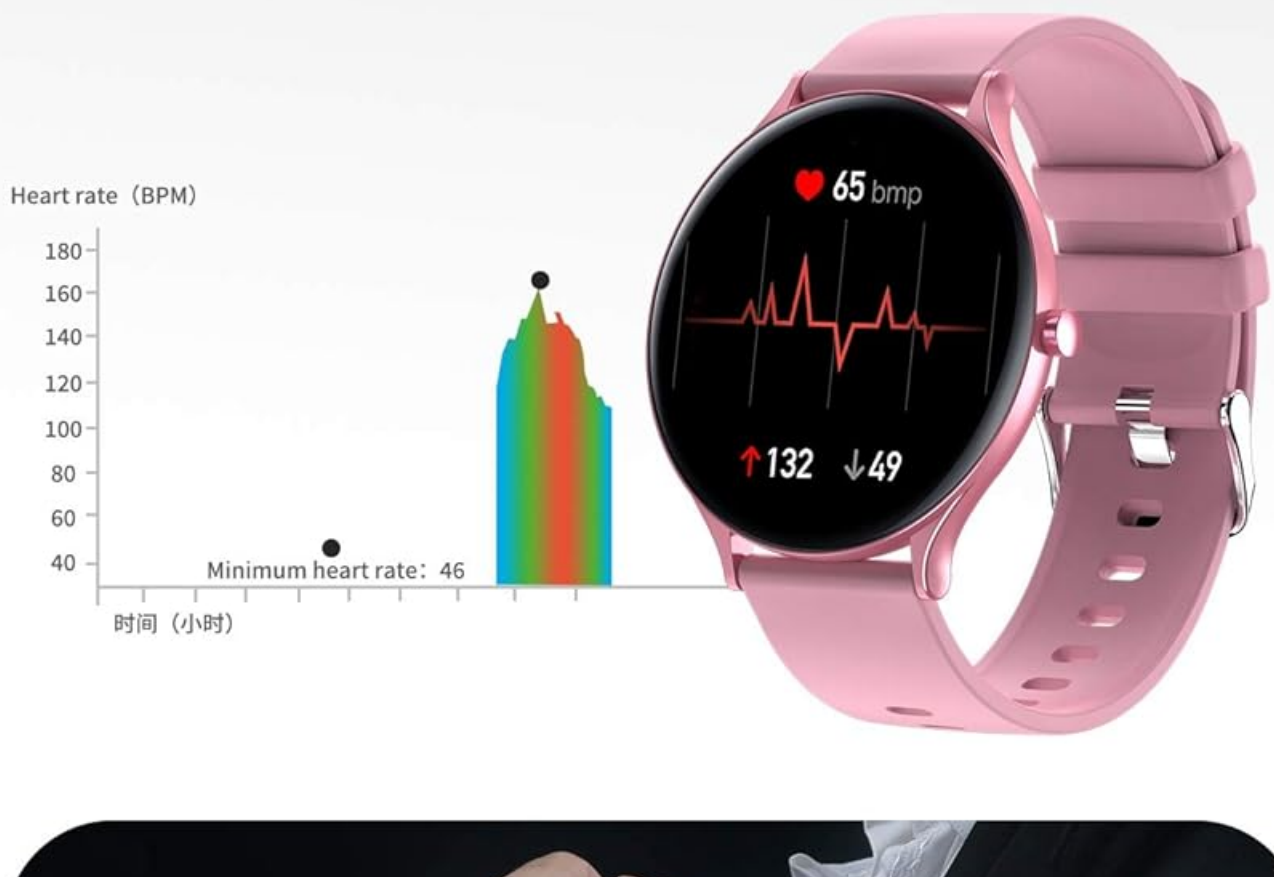 Heart rate（BPM）
180
160
140
120
100
80
60
40
Minimum heart rate：46
时间（小时）
65 bmp
↑132 ↓49